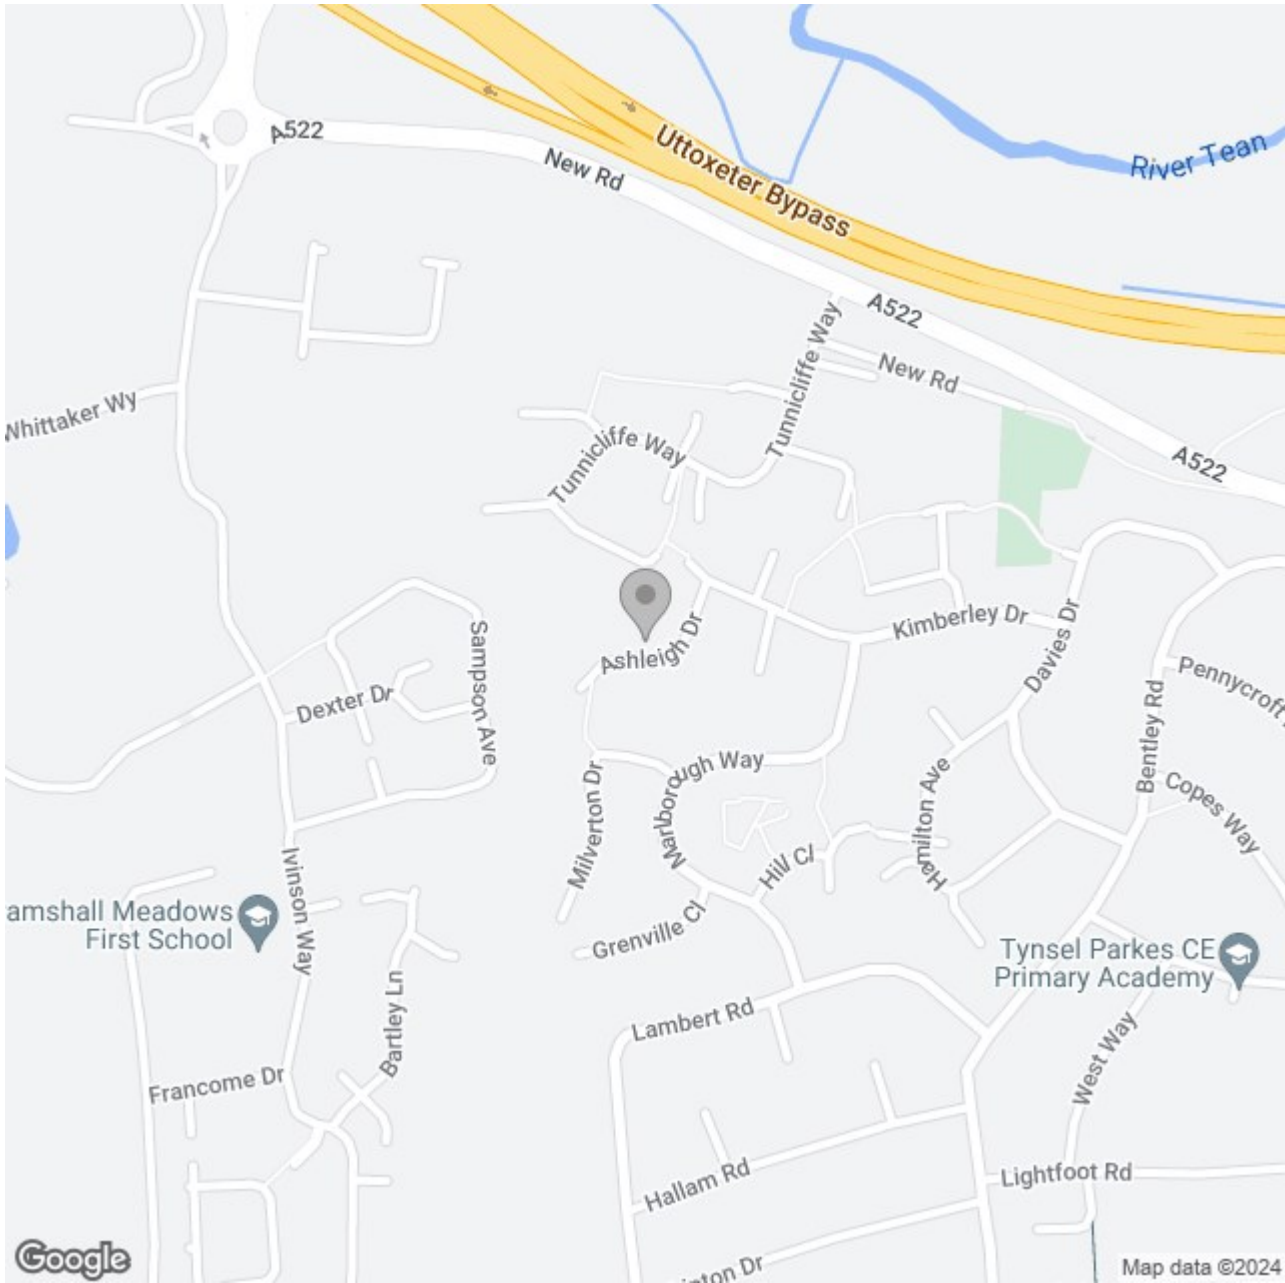 A522
New Rd
Uttoxeter Bypass
River Tean
A522
Tunnicliffe Way
New Rd
Whittaker Wy
Tunnicliffe Way
A522
Ashleigh Dr
Kimberley Dr
Davies Dr
Sampson Ave
Dexter Dr
Pennycroft
Bentley Rd
Marlborough Way
Milverton Dr
Hamilton Ave
Copes Way
Hill Cl
Ivinson Way
amshall Meadows
First School
Grenville Cl
Tynsel Parkes CE
Primary Academy
Bartley Ln
Lambert Rd
West Way
Francome Dr
Hallam Rd
Lightfoot Rd
Google
inton Dr
Map data ©2024